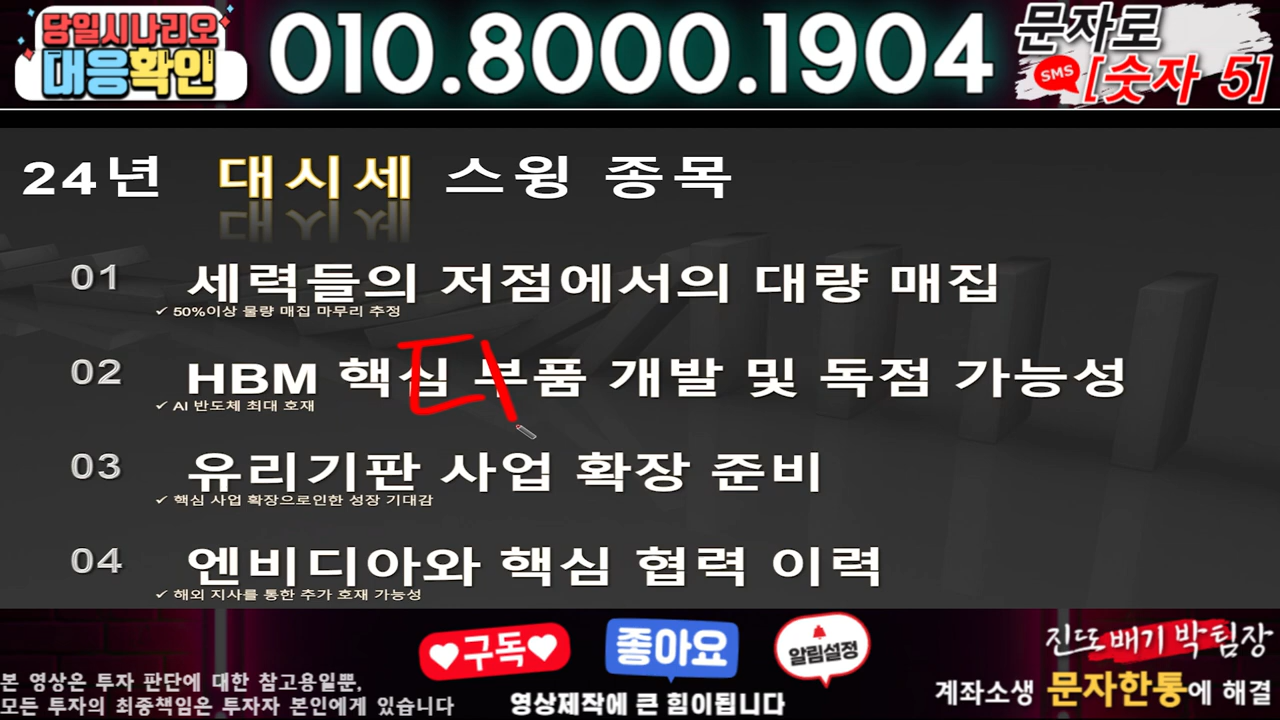 당일시나리오
대응확인
010.8000.1904
문자로
SMS [숫자 5]
24년 대시세 스윙 종목
01 세력들의 저점에서의 대량 매집
✓ 50%이상 물량 매집 마무리 추정
02 HBM 핵심 부품 개발 및 독점 가능성
✓ AI 반도체 최대 호재
03 유리기판 사업 확장 준비
✓ 핵심 사업 확장으로인한 성장 기대감
04 엔비디아와 핵심 협력 이력
✓ 해외 지사를 통한 추가 호재 가능성
구독
좋아요
알림설정
영상제작에 큰 힘이됩니다
본 영상은 투자 판단에 대한 참고용일뿐,
모든 투자의 최종책임은 투자자 본인에게 있습니다
진또배기 박팀장
계좌소생 문자한통에 해결